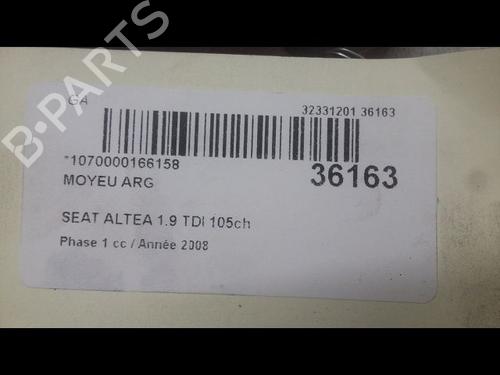 GA
32331201 36163
*1070000166158
36163
MOYEU ARG
SEAT ALTEA 1.9 TDI 105ch
Phase 1 cc / Année 2008
B-PARTS